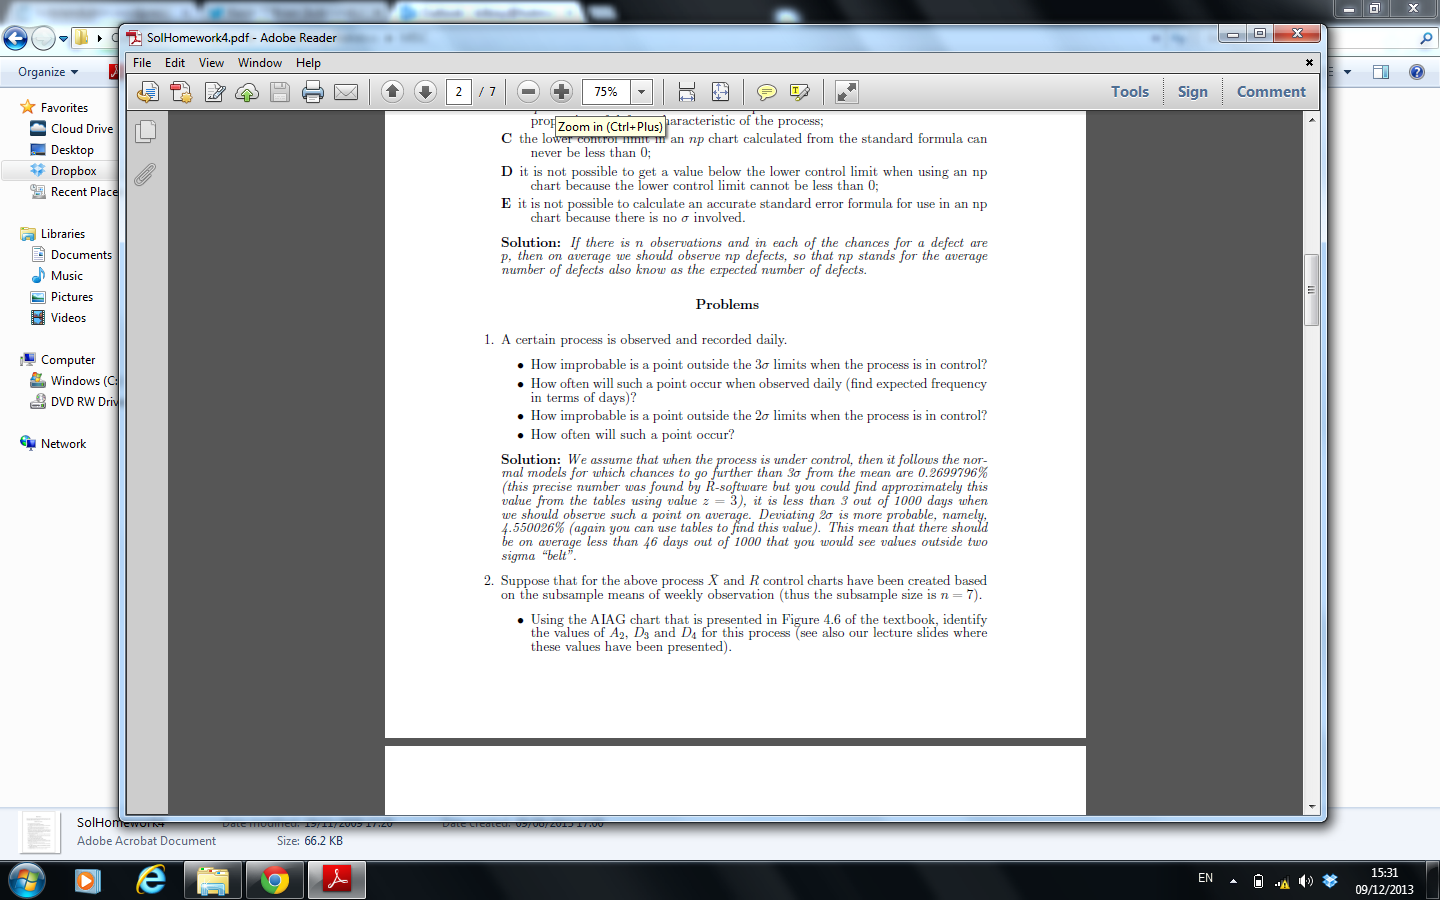 SolHomework4.pdf - Adobe Reader
File Edit View Window Help
Organize
2 / 7
75%
Tools Sign Comment
Zoom in (Ctrl+Plus)
Favorites
Cloud Drive
Desktop
Dropbox
Recent Place
Libraries
Documents
Music
Pictures
Videos
Computer
Windows (C:
DVD RW Driv
Network
characteristic of the process;
C the lower control limit in an np chart calculated from the standard formula can
never be less than 0;
D it is not possible to get a value below the lower control limit when using an np
chart because the lower control limit cannot be less than 0;
E it is not possible to calculate an accurate standard error formula for use in an np
chart because there is no σ involved.
Solution: If there is n observations and in each of the chances for a defect are
p, then on average we should observe np defects, so that np stands for the average
number of defects also know as the expected number of defects.
Problems
1. A certain process is observed and recorded daily.
• How improbable is a point outside the 3σ limits when the process is in control?
• How often will such a point occur when observed daily (find expected frequency
in terms of days)?
• How improbable is a point outside the 2σ limits when the process is in control?
• How often will such a point occur?
Solution: We assume that when the process is under control, then it follows the nor-
mal models for which chances to go further than 3σ from the mean are 0.2699796%
(this precise number was found by R-software but you could find approximately this
value from the tables using value z = 3), it is less than 3 out of 1000 days when
we should observe such a point on average. Deviating 2σ is more probable, namely,
4.550026% (again you can use tables to find this value). This mean that there should
be on average less than 46 days out of 1000 that you would see values outside two
sigma “belt”.
2. Suppose that for the above process X̄ and R control charts have been created based
on the subsample means of weekly observation (thus the subsample size is n = 7).
• Using the AIAG chart that is presented in Figure 4.6 of the textbook, identify
the values of A₂, D₃ and D₄ for this process (see also our lecture slides where
these values have been presented).
SolHomework4 Date modified: 19/11/2009 17:20 Date created: 09/08/2013 17:00
Adobe Acrobat Document Size: 66.2 KB
EN
15:31
09/12/2013